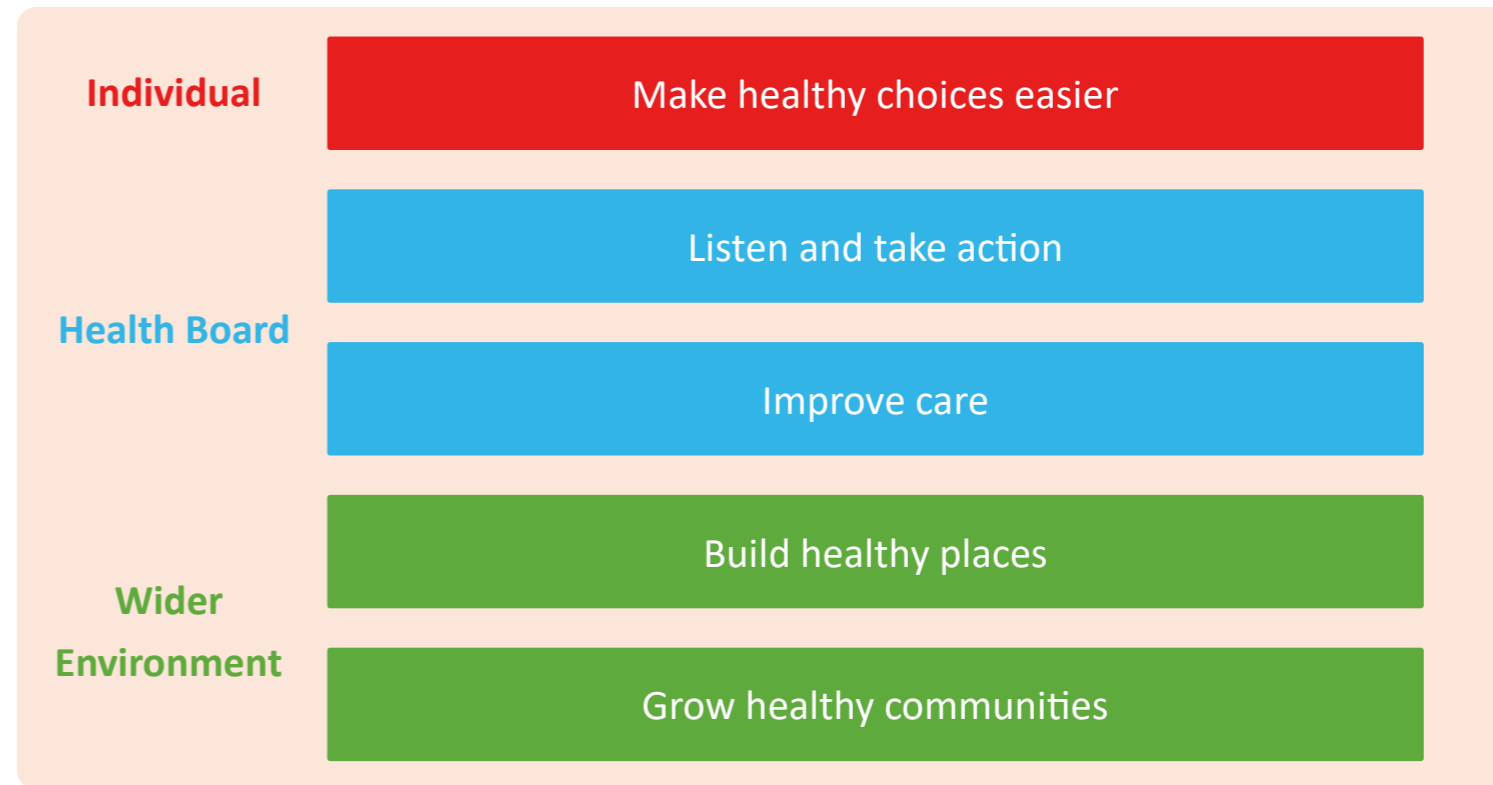 Individual
Make healthy choices easier
Health Board
Listen and take action
Improve care
Wider
Environment
Build healthy places
Grow healthy communities